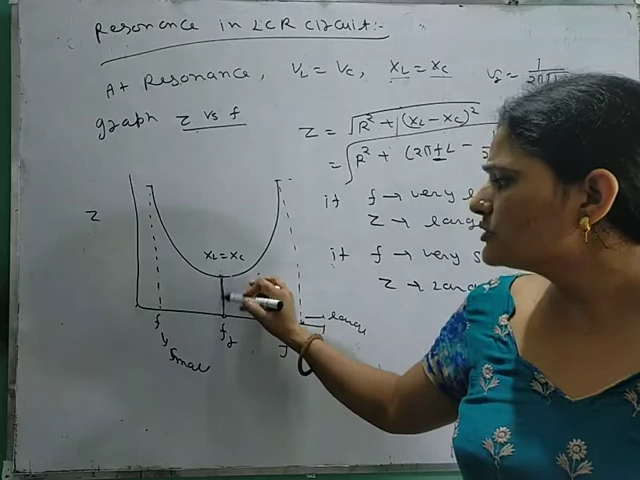 Resonance in LCR Circuit:-
At Resonance, VL = VC, XL = XC
graph Z vs f
Z = √R² + (XL - XC)²
= √R² + (2πfL -
if f → very
Z → large
if f → very
Z → Large
Z
XL = XC
f
small
fr
f
large